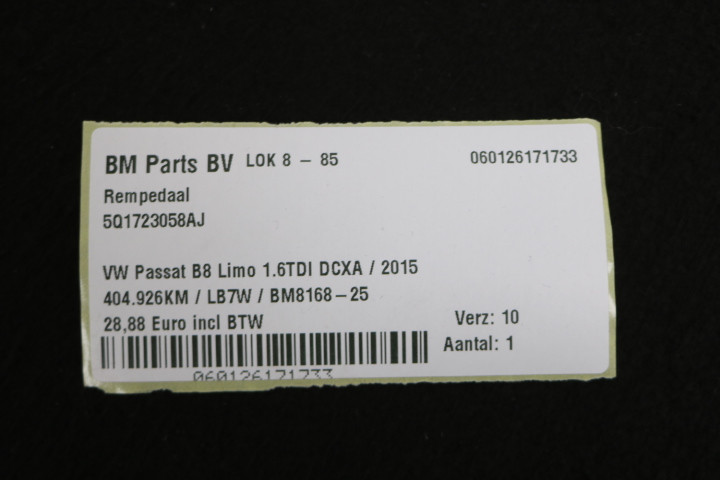 BM Parts BV LOK 8 - 85 060126171733
Rempedaal
5Q1723058AJ
VW Passat B8 Limo 1.6TDI DCXA / 2015
404.926KM / LB7W / BM8168-25
28,88 Euro incl BTW Verz: 10
Aantal: 1
060126171733